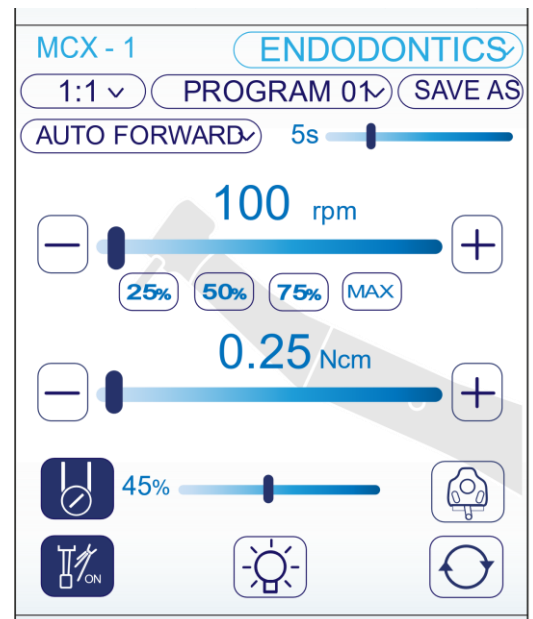 MCX - 1 ENDODONTICS
1:1 PROGRAM 01 SAVE AS
AUTO FORWARD 5s
100 rpm
25% 50% 75% MAX
0.25 Ncm
45%
ON